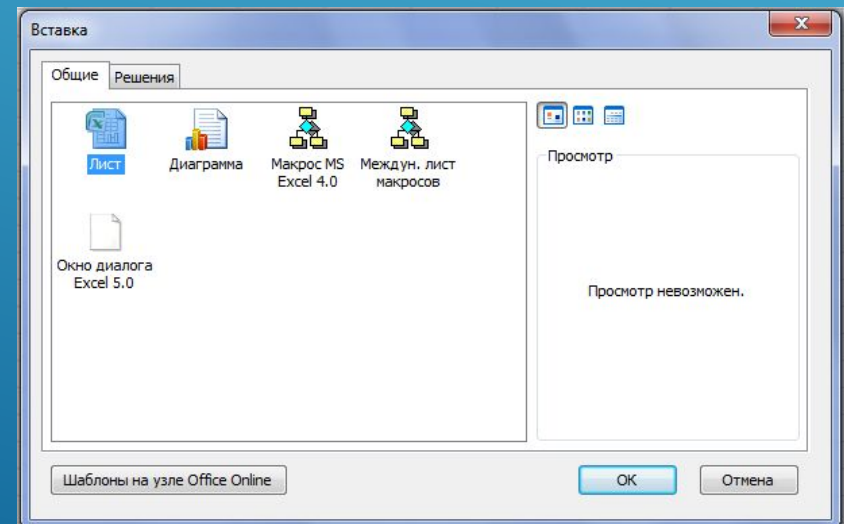 Вставка
Общие
Решения
Лист
Диаграмма
Макрос MS
Excel 4.0
Междун. лист
макросов
Окно диалога
Excel 5.0
Просмотр
Просмотр невозможен.
Шаблоны на узле Office Online
ОК
Отмена